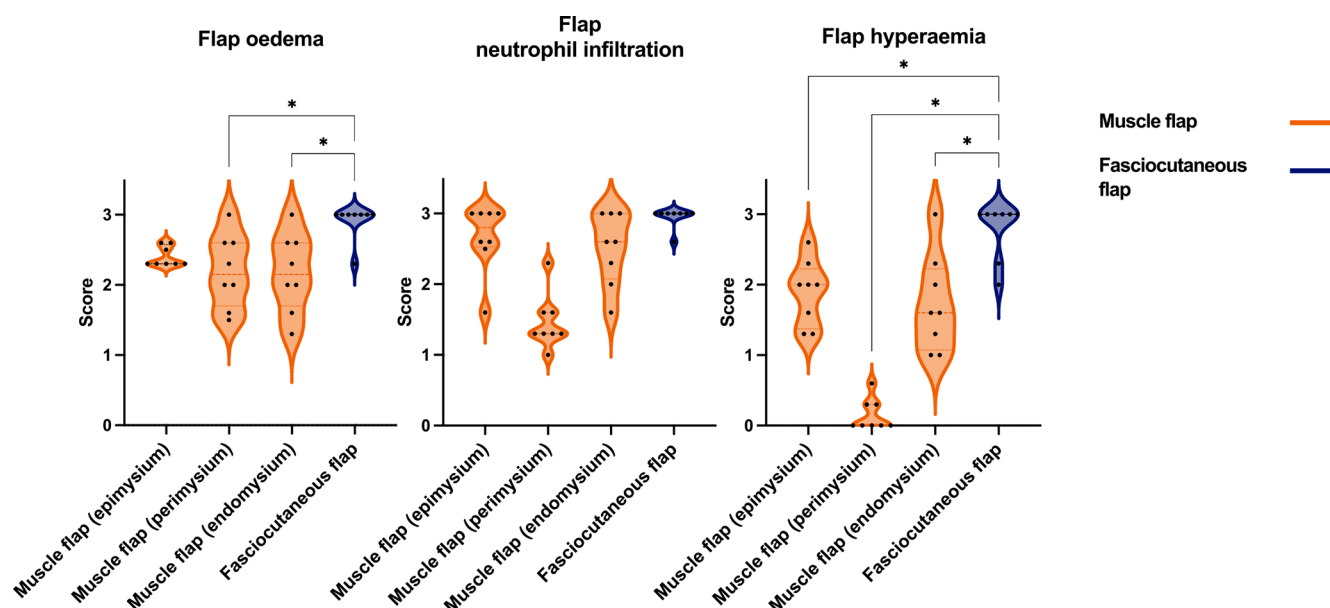 Flap oedema
*
*
Score
3
2
1
0
Muscle flap (epimysium)
Muscle flap (perimysium)
Muscle flap (endomysium)
Fasciocutaneous flap
Flap
neutrophil infiltration
Score
3
2
1
0
Muscle flap (epimysium)
Muscle flap (perimysium)
Muscle flap (endomysium)
Fasciocutaneous flap
Flap hyperaemia
*
*
*
Score
3
2
1
0
Muscle flap (epimysium)
Muscle flap (perimysium)
Muscle flap (endomysium)
Fasciocutaneous flap
Muscle flap
Fasciocutaneous
flap